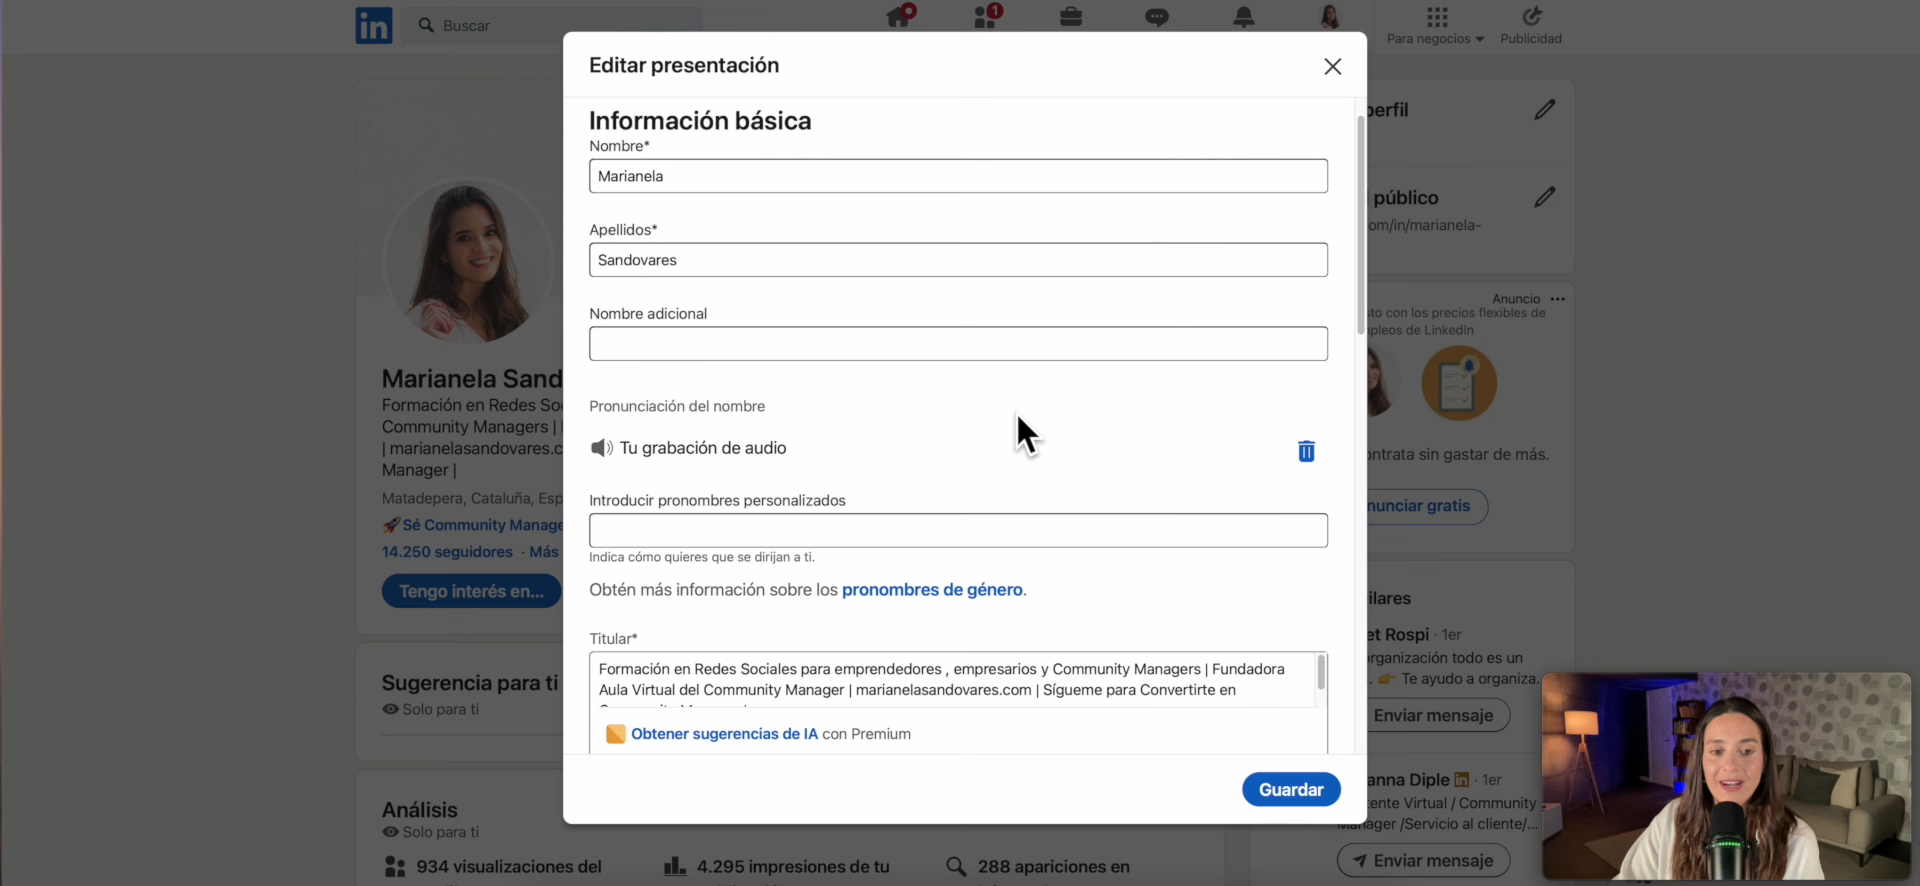 in
Buscar
1
Para negocios
Publicidad
Editar presentación
Información básica
Nombre*
Marianela
Apellidos*
Sandovares
Nombre adicional
Pronunciación del nombre
Tu grabación de audio
Introducir pronombres personalizados
Indica cómo quieres que se dirijan a ti.
Obtén más información sobre los pronombres de género.
Titular*
Formación en Redes Sociales para emprendedores , empresarios y Community Managers | Fundadora
Aula Virtual del Community Manager | marianelasandovares.com | Sígueme para Convertirte en
Obtener sugerencias de IA con Premium
Guardar
Marianela Sand
Formación en Redes So
Community Managers |
| marianelasandovares.c
Manager |
Matadepera, Cataluña, Esp
Sé Community Manage
14.250 seguidores · Más
Tengo interés en...
Sugerencia para ti
Solo para ti
Análisis
Solo para ti
934 visualizaciones del
4.295 impresiones de tu
288 apariciones en
perfil
público
om/in/marianela-
Anuncio
sto con los precios flexibles de
pleos de LinkedIn
ontrata sin gastar de más.
nunciar gratis
ilares
et Rospi · 1er
rganización todo es un
. Te ayudo a organiza...
Enviar mensaje
anna Diple in · 1er
ente Virtual / Community
Manager /Servicio al cliente/...
Enviar mensaje